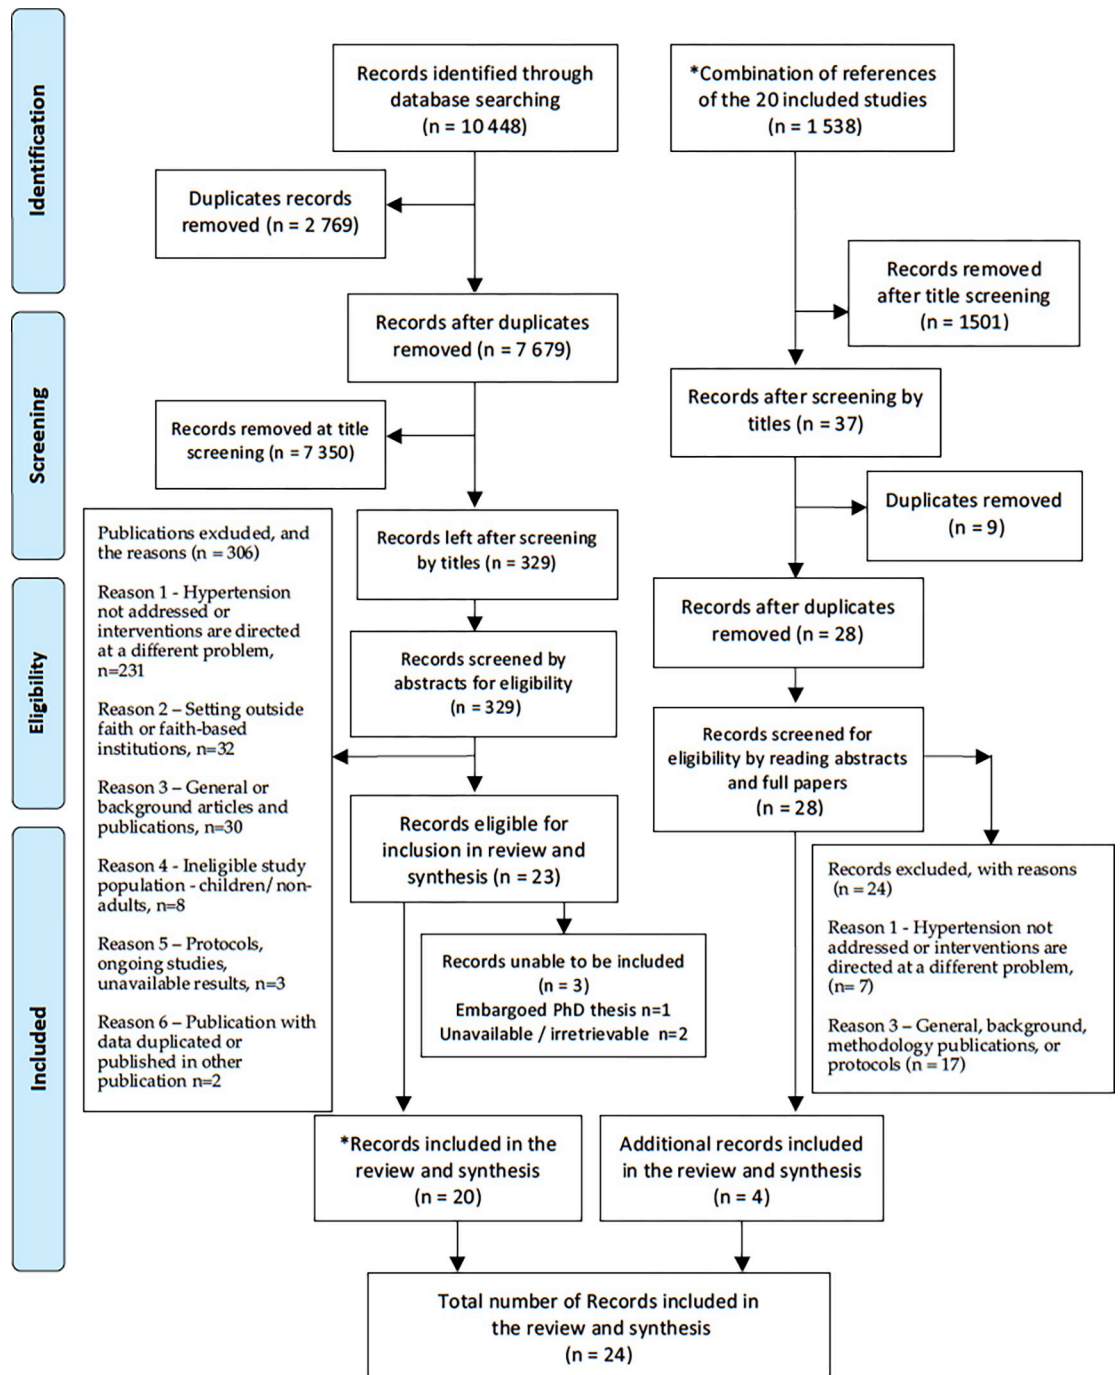 Identification
Records identified through
database searching
(n = 10 448)
*Combination of references
of the 20 included studies
(n = 1 538)
Duplicates records
removed (n = 2 769)
Records removed
after title screening
(n = 1501)
Records after duplicates
removed (n = 7 679)
Screening
Records after screening by
titles (n = 37)
Records removed at title
screening (n = 7 350)
Duplicates removed
(n = 9)
Records left after screening
by titles (n = 329)
Publications exduded, and
the reasons (n = 306)
Reason 1 - Hypertension
not addressed or
interventions are directed
at a different problem,
n=231
Reason 2 – Setting outside
faith or faith-based
institutions, n=32
Reason 3 – General or
background articles and
publications, n=30
Reason 4 - Ineligible study
population - children/ non-
adults, n=8
Reason 5 – Protocols,
ongoing studies,
unavailable results, n=3
Reason 6 – Publication with
data duplicated or
published in other
publication n=2
Eligibility
Records after duplicates
removed (n = 28)
Records screened by
abstracts for eligibility
(n = 329)
Records screened for
eligibility by reading abstracts
and full papers
(n = 28)
Records eligible for
inclusion in review and
synthesis (n = 23)
Records excluded, with reasons
(n = 24)
Reason 1 - Hypertension not
addressed or interventions are
directed at a different problem,
(n= 7)
Reason 3 – General, background,
methodology publications, or
protocols (n = 17)
Included
Records unable to be included
(n = 3)
Embargoed PhD thesis n=1
Unavailable / irretrievable n=2
*Records included in the
review and synthesis
(n = 20)
Additional records included
in the review and synthesis
(n = 4)
Total number of Records included in
the review and synthesis
(n = 24)